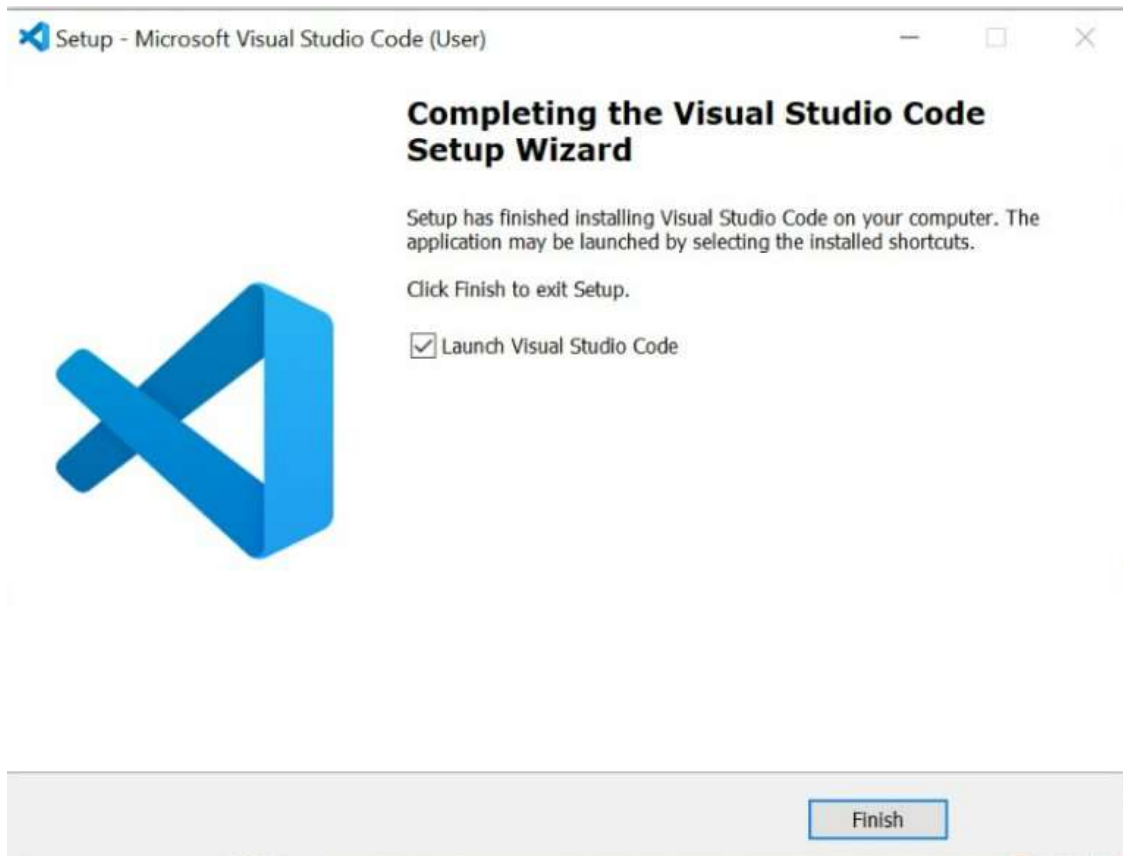 Setup - Microsoft Visual Studio Code (User)
Completing the Visual Studio Code
Setup Wizard
Setup has finished installing Visual Studio Code on your computer. The
application may be launched by selecting the installed shortcuts.
Click Finish to exit Setup.
Launch Visual Studio Code
Finish